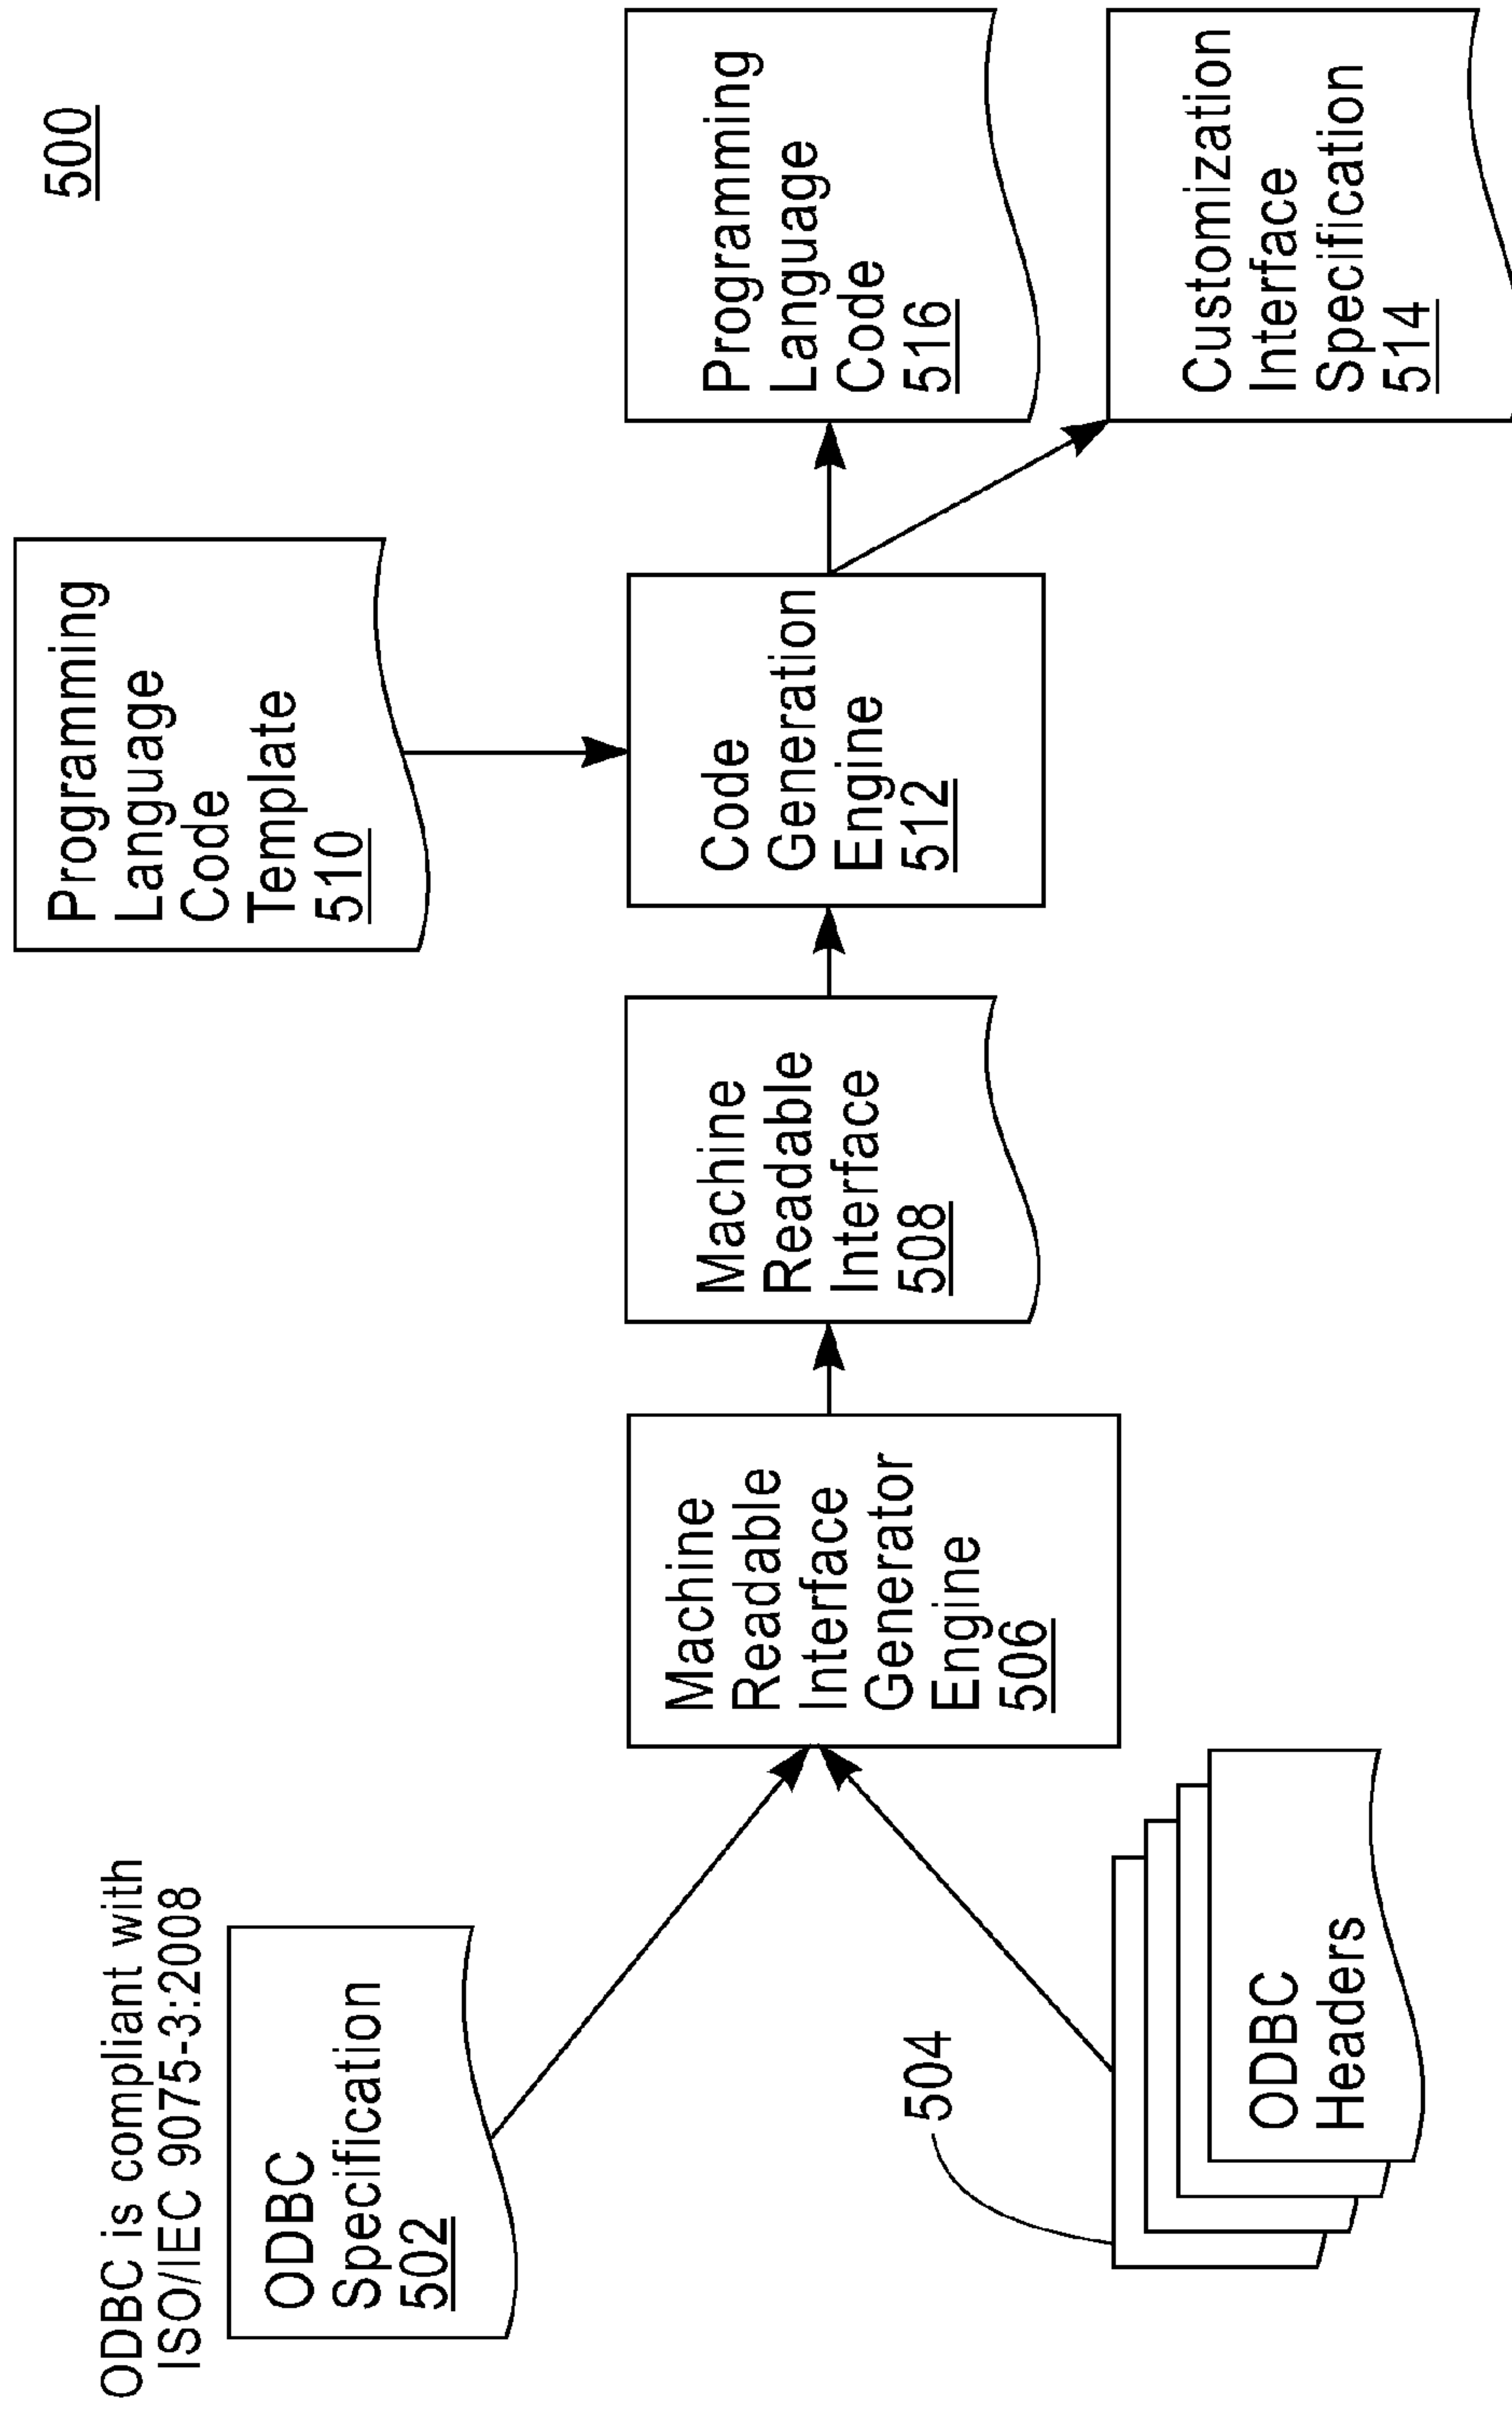 500
ODBC is compliant with
ISO/IEC 9075-3:2008
ODBC
Specification
502
504
ODBC
Headers
Machine
Readable
Interface
Generator
Engine
506
Machine
Readable
Interface
508
Programming
Language
Code
Template
510
Code
Generation
Engine
512
Programming
Language
Code
516
Customization
Interface
Specification
514